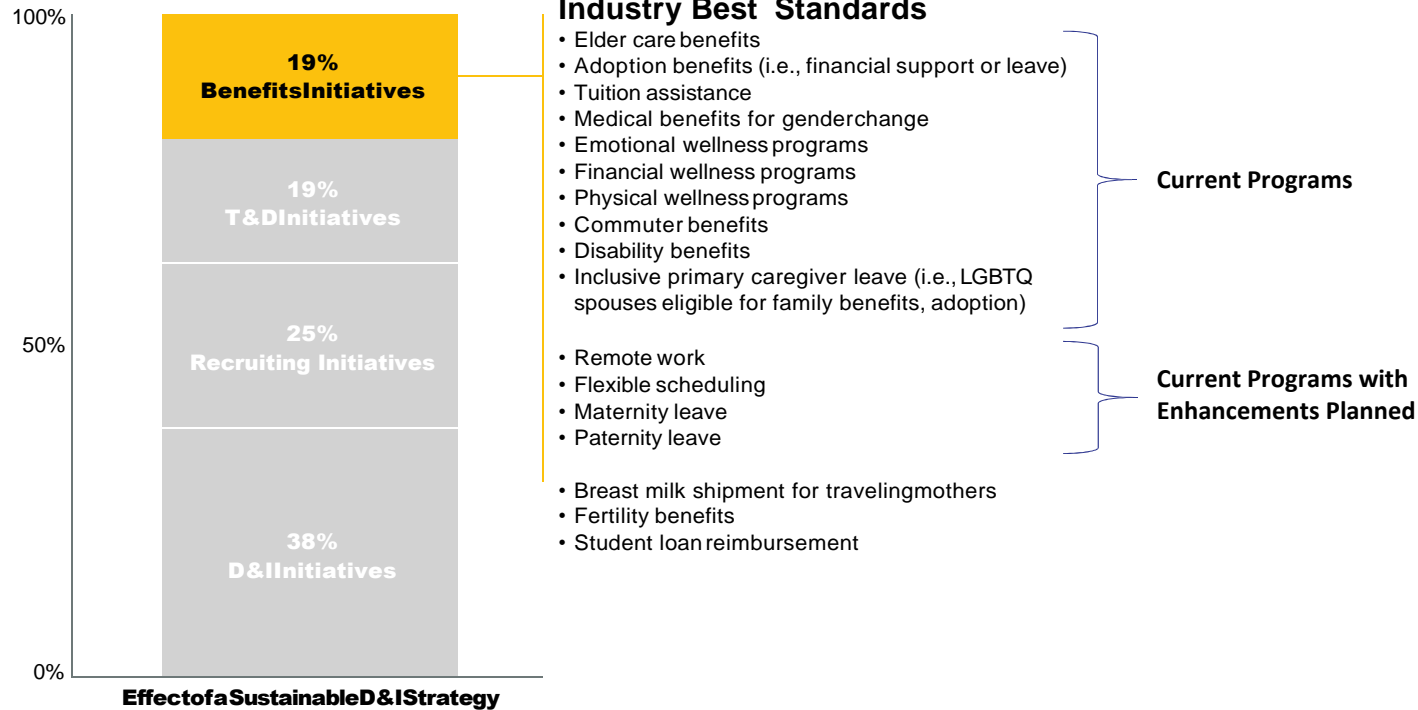 100%
50%
0%
19%
BenefitsInitiatives
19%
T&DInitiatives
25%
Recruiting Initiatives
38%
D&IInitiatives
EffectofaSustainableD&IStrategy
Industry Best Standards
• Elder care benefits
• Adoption benefits (i.e., financial support or leave)
• Tuition assistance
• Medical benefits for genderchange
• Emotional wellness programs
• Financial wellness programs
• Physical wellness programs
• Commuter benefits
• Disability benefits
• Inclusive primary caregiver leave (i.e., LGBTQ
spouses eligible for family benefits, adoption)
• Remote work
• Flexible scheduling
• Maternity leave
• Paternity leave
• Breast milk shipment for travelingmothers
• Fertility benefits
• Student loan reimbursement
Current Programs
Current Programs with
Enhancements Planned